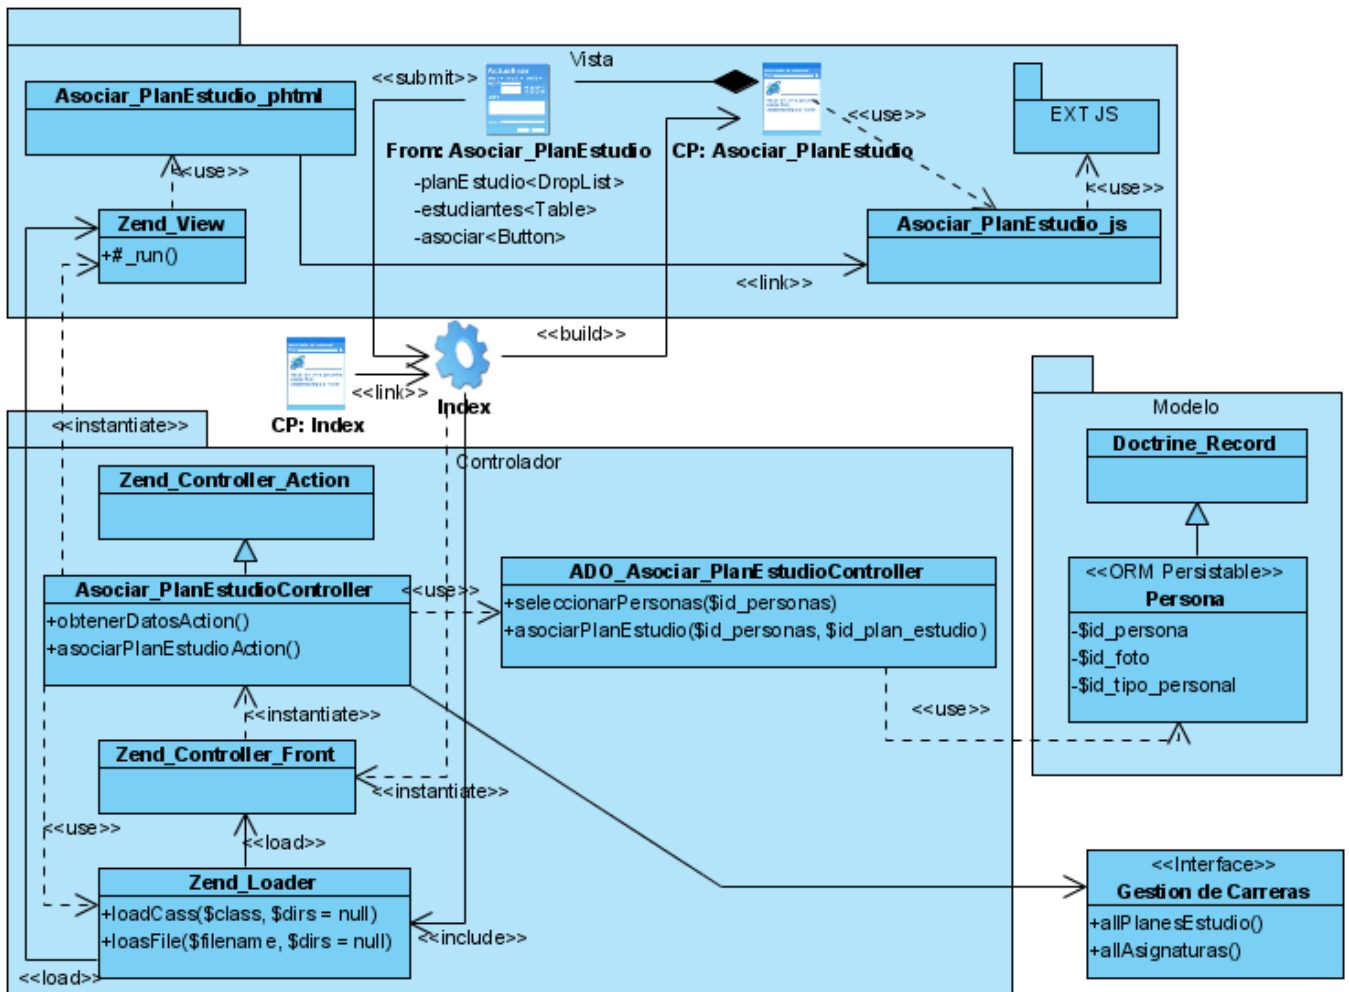 Vista
<<submit>>
Asociar_PlanEstudio_phtml
<<use>>
EXT JS
From: Asociar_PlanEstudio
CP: Asociar_PlanEstudio
<<use>>
-planEstudio<DropList>
<<use>>
-estudiantes<Table>
-asociar<Button>
Zend_View
+#_run()
Asociar_PlanEstudio_js
<<link>>
<<build>>
<<link>>
Index
CP: Index
<<instantiate>>
Modelo
Doctrine_Record
Controlador
Zend_Controller_Action
<<ORM Persistable>>
Persona
-$id_persona
-$id_foto
-$id_tipo_personal
Asociar_PlanEstudioController
+obtenerDatosAction()
+asociarPlanEstudioAction()
<<use>>
ADO_Asociar_PlanEstudioController
+seleccionarPersonas($id_personas)
+asociarPlanEstudio($id_personas, $id_plan_estudio)
<<use>>
<<instantiate>>
Zend_Controller_Front
<<instantiate>>
<<use>>
<<load>>
Zend_Loader
+loadCass($class, $dirs = null)
+loasFile($filename, $dirs = null)
<<include>>
<<load>>
<<Interface>>
Gestion de Carreras
+allPlanesEstudio()
+allAsignaturas()